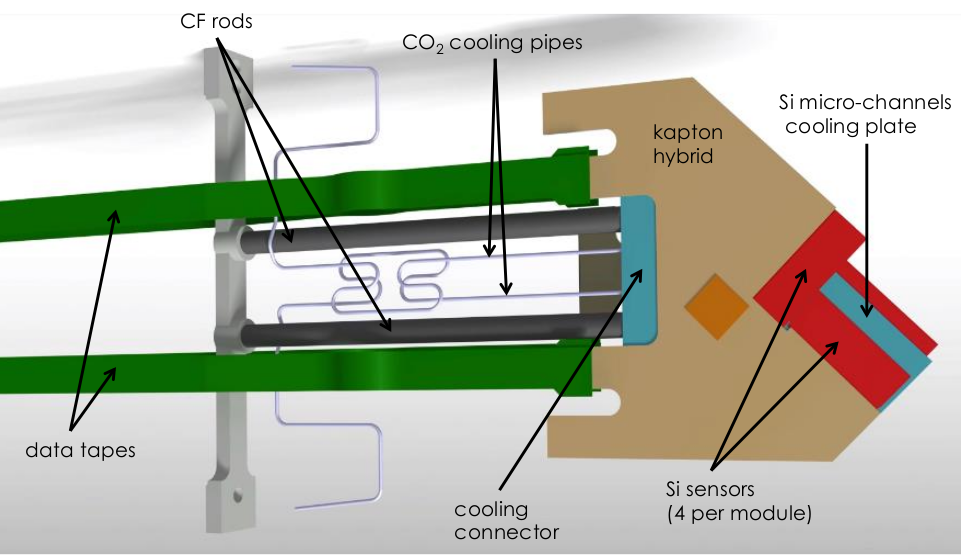 CF rods
CO₂ cooling pipes
Si micro-channels
cooling plate
kapton
hybrid
data tapes
cooling
connector
Si sensors
(4 per module)